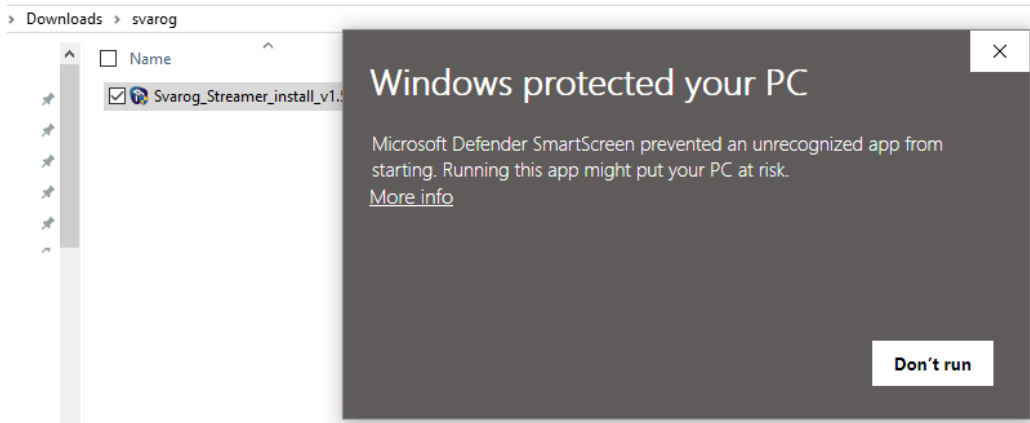 Downloads > svarog
Name
Svarog_Streamer_install_v1.
Windows protected your PC
Microsoft Defender SmartScreen prevented an unrecognized app from
starting. Running this app might put your PC at risk.
More info
Don't run